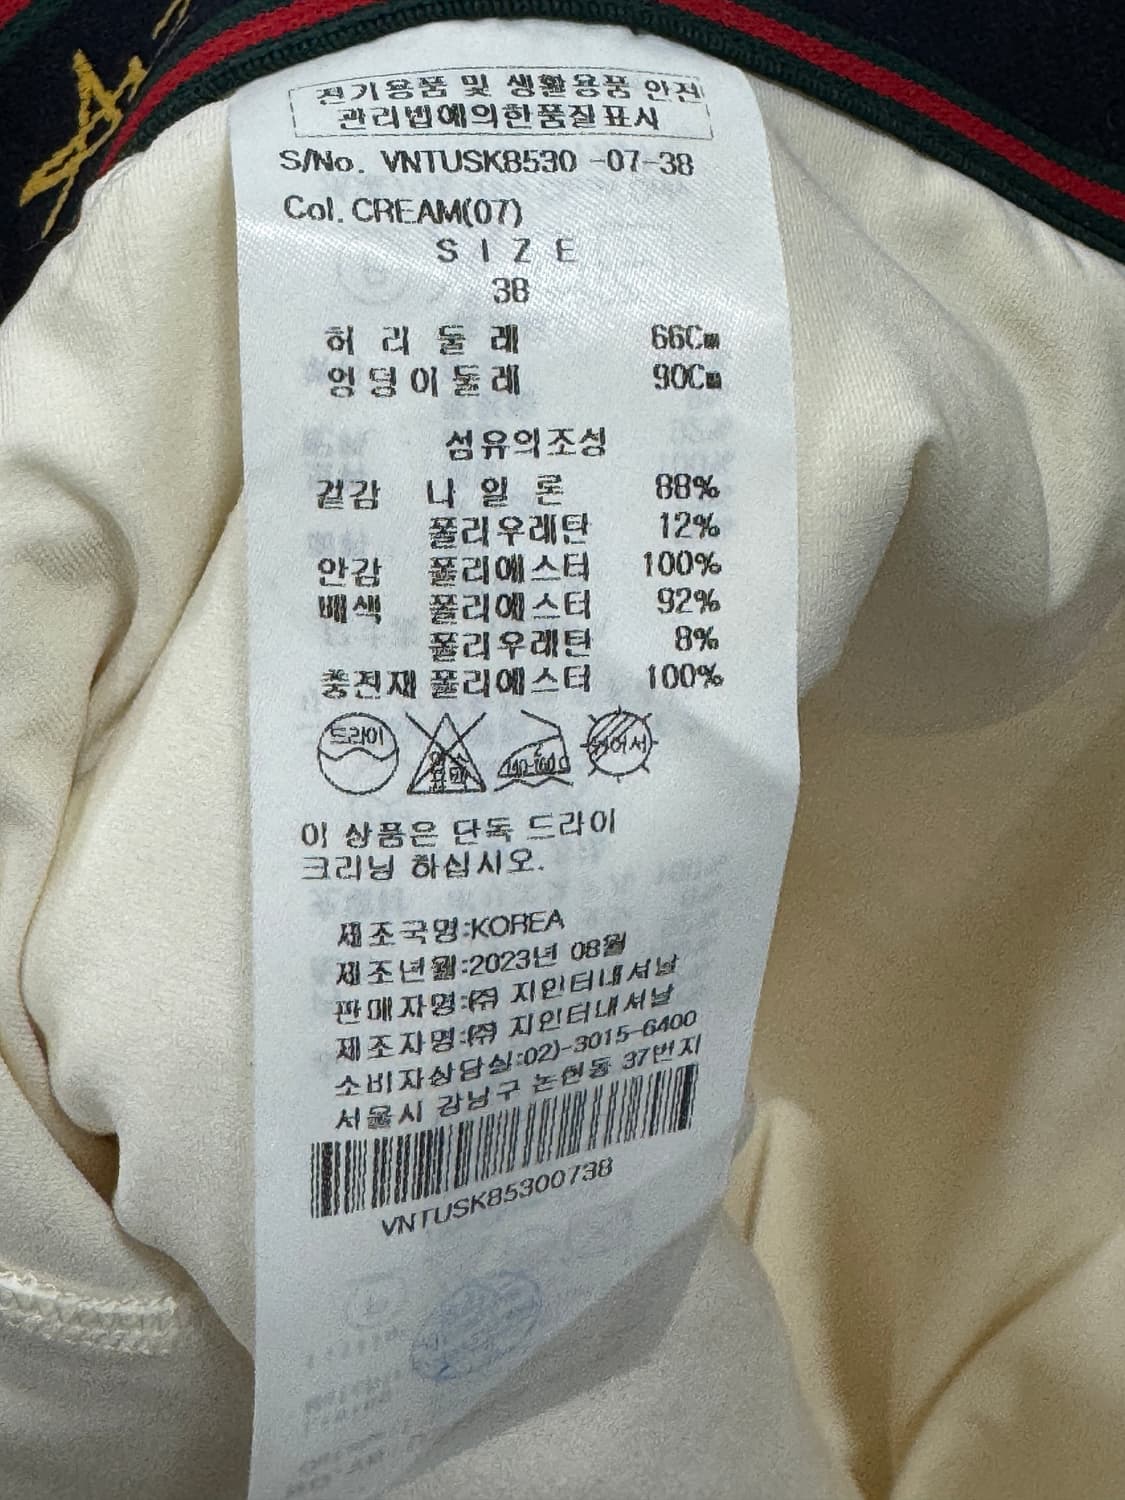 전기용품 및 생활용품 안전
관리법에의한품질표시
S/No. VNTUSK8530 -07-38
Col. CREAM(07)
SIZE
38
허리둘레 66Cm
엉덩이둘레 90Cm
섬유의조성
겉감 나일론 88%
폴리우레탄 12%
안감 폴리에스터 100%
배색 폴리에스터 92%
폴리우레탄 8%
충전재 폴리에스터 100%
드라이 140-160℃ 뉘어서
이 상품은 단독 드라이
크리닝 하십시오.
제조국명:KOREA
제조년월:2023년 08월
판매자명:㈜ 지인터내셔날
제조자명:㈜ 지인터내셔날
소비자상담실:02)-3015-6400
서울시 강남구 논현동 37번지
VNTUSK85300738